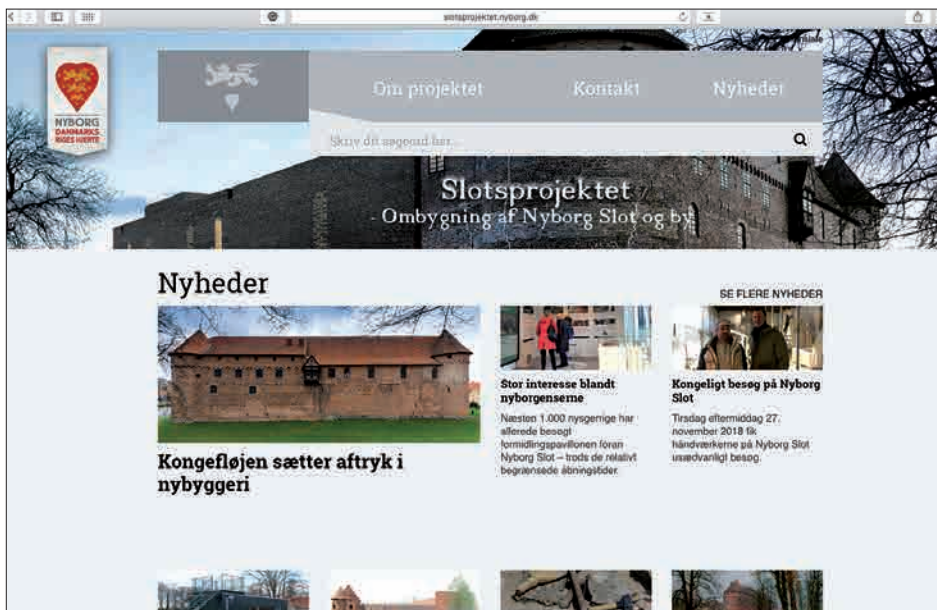 slotsprojektet.nyborg.dk
NYBORG
DANMARKS
RIGES HJERTE
Om projektet
Kontakt
Nyheder
Skriv dit søgeord her...
Slotsprojektet
- Ombygning af Nyborg Slot og by
Nyheder
SE FLERE NYHEDER
Kongefløjen sætter aftryk i
nybyggeri
Stor interesse blandt
nyborgenserne
Næsten 1.000 nysgerrige har
allerede besøgt
formidlingspavillonen foran
Nyborg Slot – trods de relativt
begrænsede åbningstider.
Kongeligt besøg på Nyborg
Slot
Tirsdag eftermiddag 27.
november 2018 fik
håndværkerne på Nyborg Slot
usædvanligt besøg.